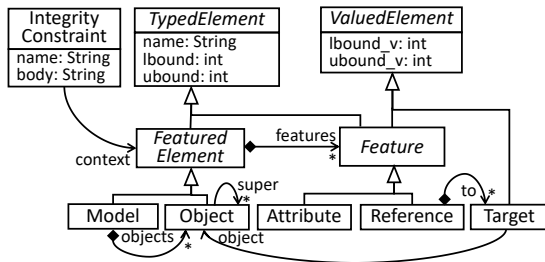 Integrity
Constraint
name: String
body: String
TypedElement
name: String
lbound: int
ubound: int
ValuedElement
lbound_v: int
ubound_v: int
context
Featured
Element
features
*
Feature
super
*
to
*
Model
Object
Attribute
Reference
Target
objects
*
object